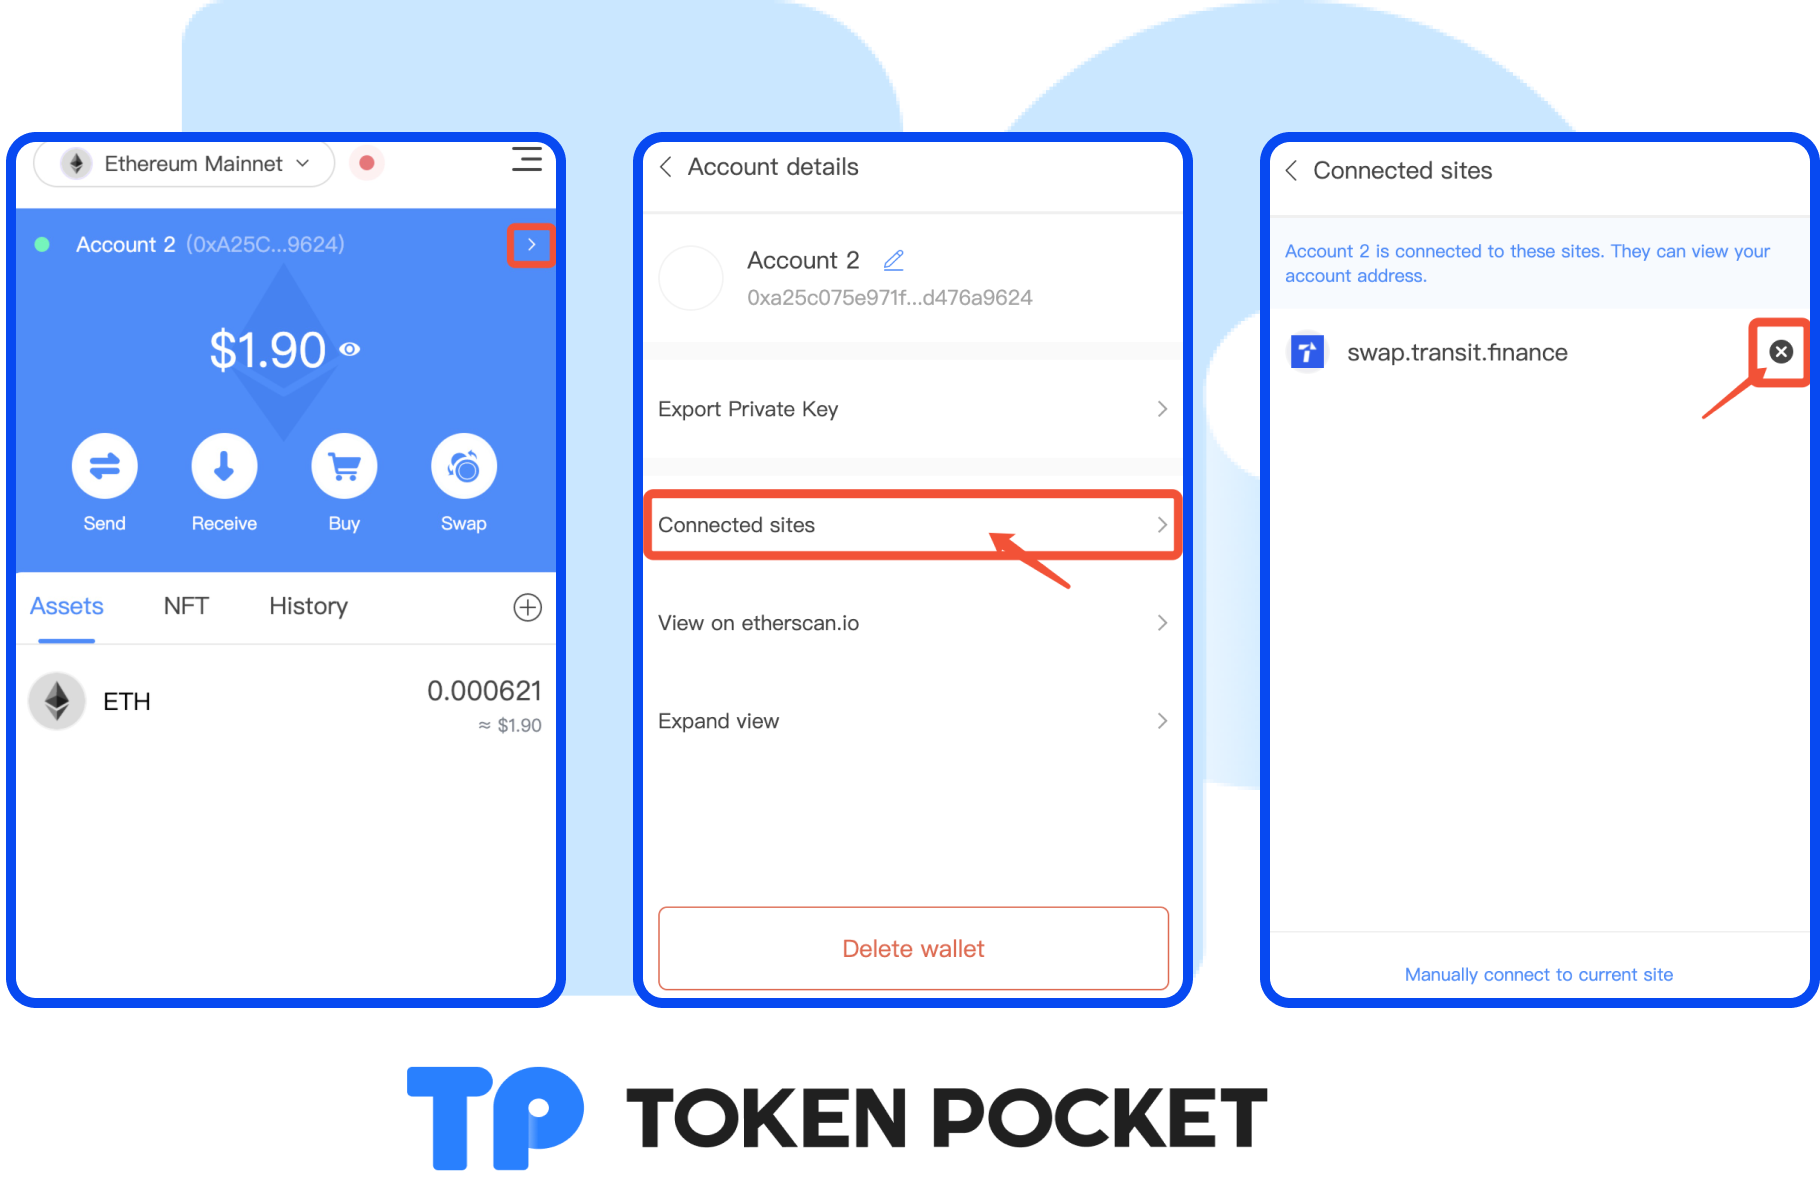 Ethereum Mainnet
Account 2 (0xA25C...9624)
$1.90
Send Receive Buy Swap
Assets NFT History
ETH 0.000621
≈ $1.90
Account details
Account 2
0xa25c075e971f...d476a9624
Export Private Key
Connected sites
View on etherscan.io
Expand view
Delete wallet
Connected sites
Account 2 is connected to these sites. They can view your
account address.
swap.transit.finance
Manually connect to current site
TP TOKEN POCKET